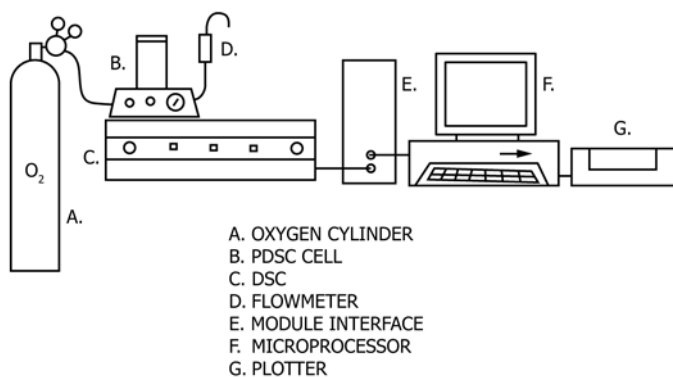 B.
D.
E.
F.
G.
C.
O₂
A.
A. OXYGEN CYLINDER
B. PDSC CELL
C. DSC
D. FLOWMETER
E. MODULE INTERFACE
F. MICROPROCESSOR
G. PLOTTER